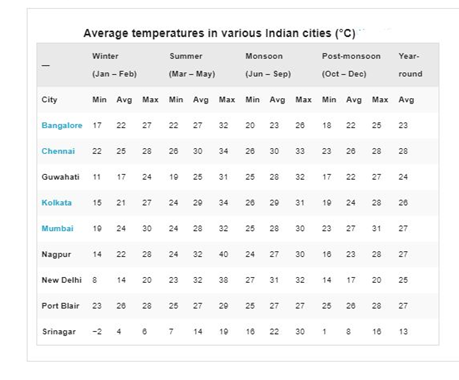 Average temperatures in various Indian cities (°C)
— Winter (Jan – Feb) Summer (Mar – May) Monsoon (Jun – Sep) Post-monsoon (Oct – Dec) Year-round
City Min Avg Max Min Avg Max Min Avg Max Min Avg Max Avg
Bangalore 17 22 27 22 27 32 20 23 26 18 22 25 23
Chennai 22 25 28 26 30 34 26 30 33 23 26 28 28
Guwahati 11 17 24 19 25 31 25 28 32 17 22 27 24
Kolkata 15 21 27 24 29 34 26 29 31 19 24 28 26
Mumbai 19 24 30 24 28 32 25 28 30 23 27 31 27
Nagpur 14 22 28 24 32 40 24 27 30 16 23 28 27
New Delhi 8 14 20 23 32 38 27 31 32 14 17 20 25
Port Blair 23 26 28 25 27 29 25 27 27 25 26 28 27
Srinagar −2 4 6 7 14 19 16 22 30 1 8 16 13